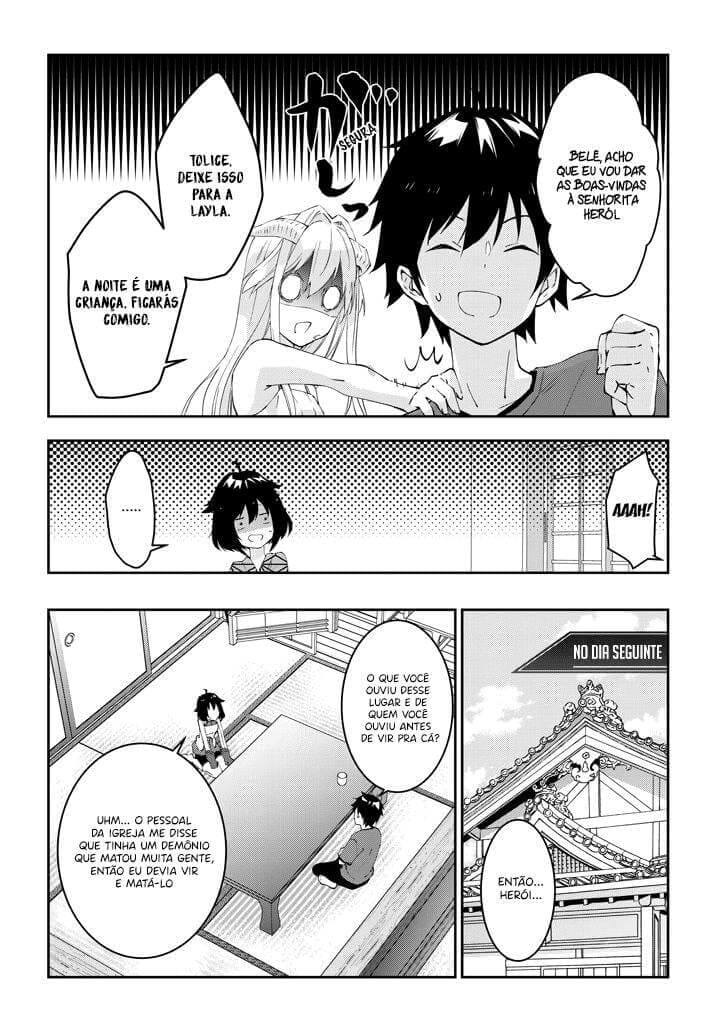 BELÊ, ACHO
QUE EU VOU DAR
AS BOAS-VINDAS
À SENHORITA
HERÓI.
がしっ
SEGURA
TOLICE,
DEIXE ISSO
PARA A
LAYLA.
A NOITE É UMA
CRIANÇA, FICARÁS
COMIGO.
AAAH!
.....
NO DIA SEGUINTE
ENTÃO...
HERÓI...
O QUE VOCÊ
OUVIU DESSE
LUGAR E DE
QUEM VOCÊ
OUVIU ANTES
DE VIR PRA CÁ?
UHM... O PESSOAL
DA IGREJA ME DISSE
QUE TINHA UM DEMÔNIO
QUE MATOU MUITA GENTE,
ENTÃO EU DEVIA VIR
E MATÁ-LO